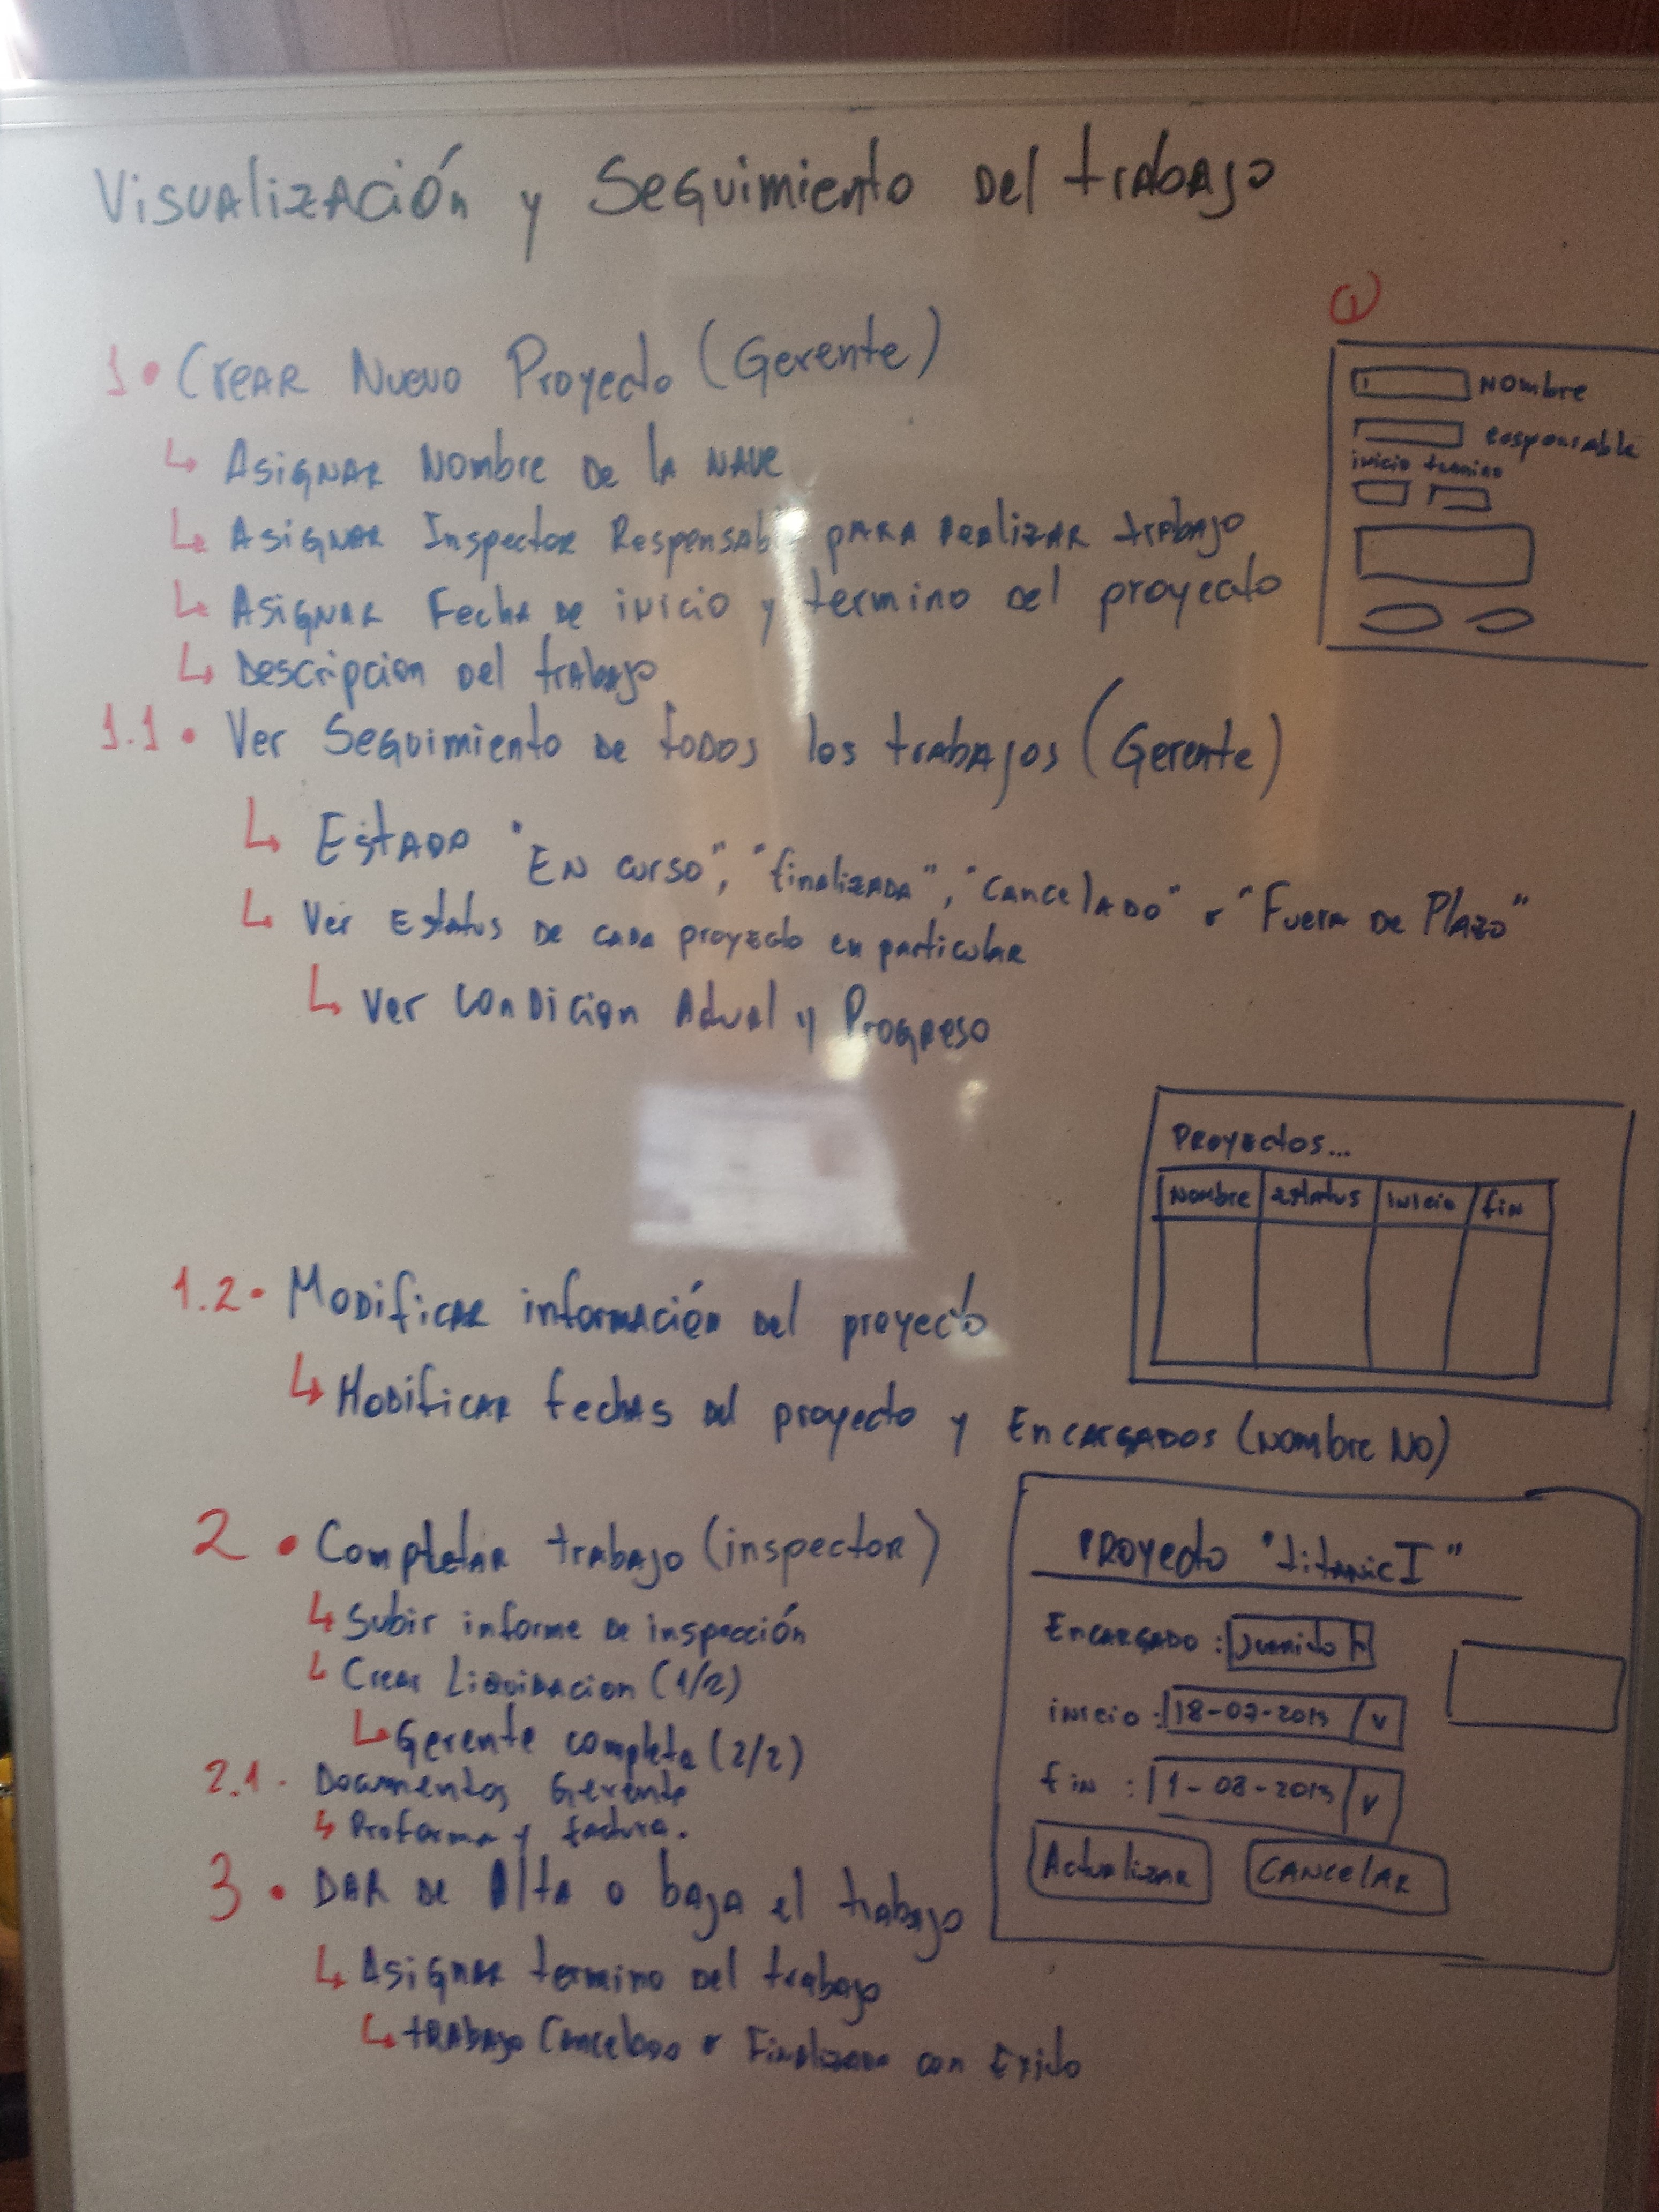 Visualización y Seguimiento Del trabajo
1. Crear Nuevo Proyecto (Gerente)
↳ Asignar Nombre De la nave
↳ Asignar Inspector Responsable para realizar trabajo
↳ Asignar Fecha de inicio y termino del proyecto
↳ Descripcion Del trabajo
1.1. Ver Seguimiento De todos los trabajos (Gerente)
↳ Estado "En curso", "finalizada", "Cancelado" o "Fuera De Plazo"
↳ Ver Estatus De cada proyecto en particular
↳ Ver Condicion Actual y Progreso
1.2. Modificar información Del proyecto
↳ Modificar fechas del proyecto y Encargados (Nombre NO)
2. Completar trabajo (inspector)
↳ Subir informe de inspección
↳ Crear Liquidacion (1/2)
↳ Gerente completa (2/2)
2.1. Documentos Gerente
↳ Proforma y factura.
3. Dar de Alta o baja el trabajo
↳ Asignar termino del trabajo
↳ trabajo Cancelado o Finalizado con Exito
1
Nombre
Responsable
inicio termino
Proyectos...
Nombre Estatus Inicio fin
Proyecto "titanic I"
Encargado : Juanito
inicio : 18-07-2013 v
fin : 1-08-2013 v
Actualizar Cancelar